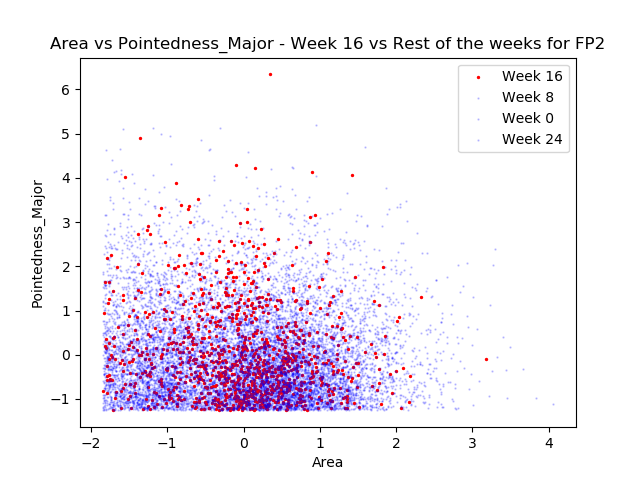 Area vs Pointedness_Major - Week 16 vs Rest of the weeks for FP2
Week 16
Week 8
Week 0
Week 24
Pointedness_Major
6
5
4
3
2
1
0
−1
−2 −1 0 1 2 3 4
Area